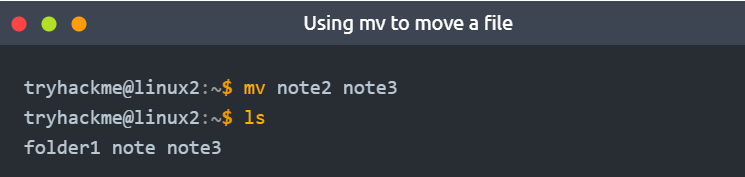 Using mv to move a file
tryhackme@linux2:~$ mv note2 note3
tryhackme@linux2:~$ ls
folder1 note note3